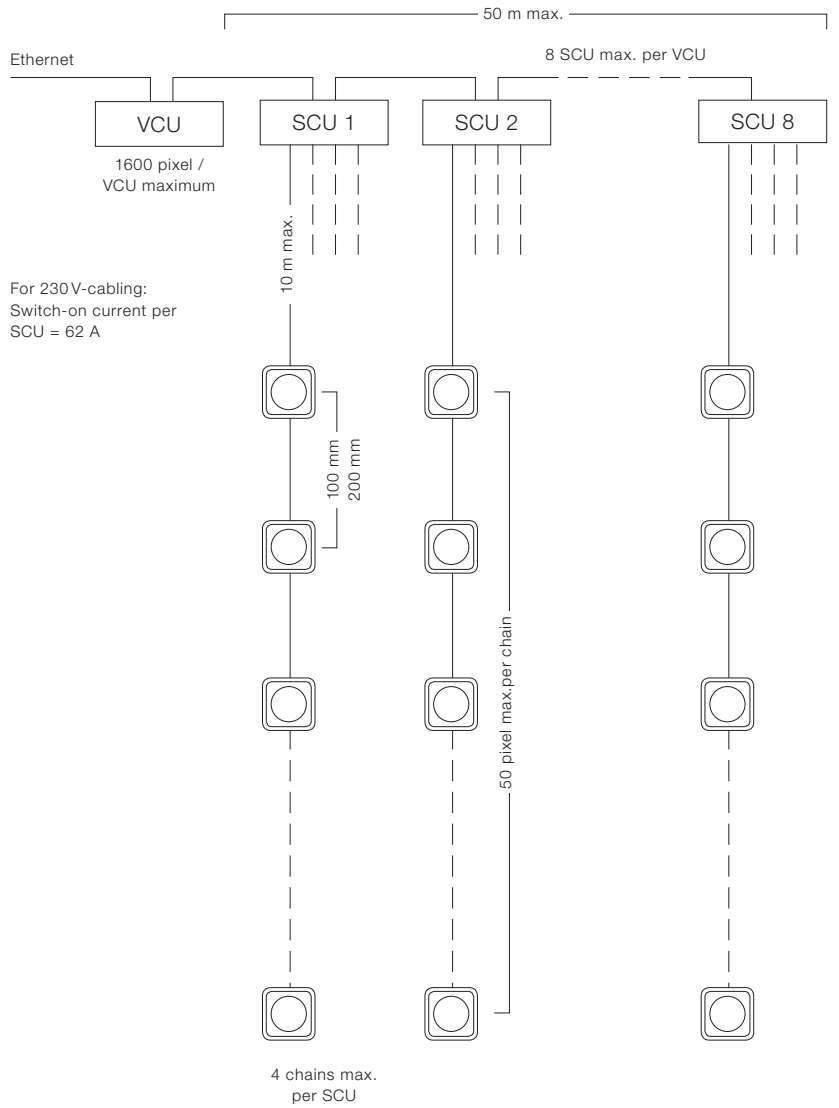 50 m max.
Ethernet
8 SCU max. per VCU
VCU
SCU 1
SCU 2
SCU 8
1600 pixel /
VCU maximum
10 m max.
For 230 V-cabling:
Switch-on current per
SCU = 62 A
100 mm
200 mm
50 pixel max.per chain
4 chains max.
per SCU